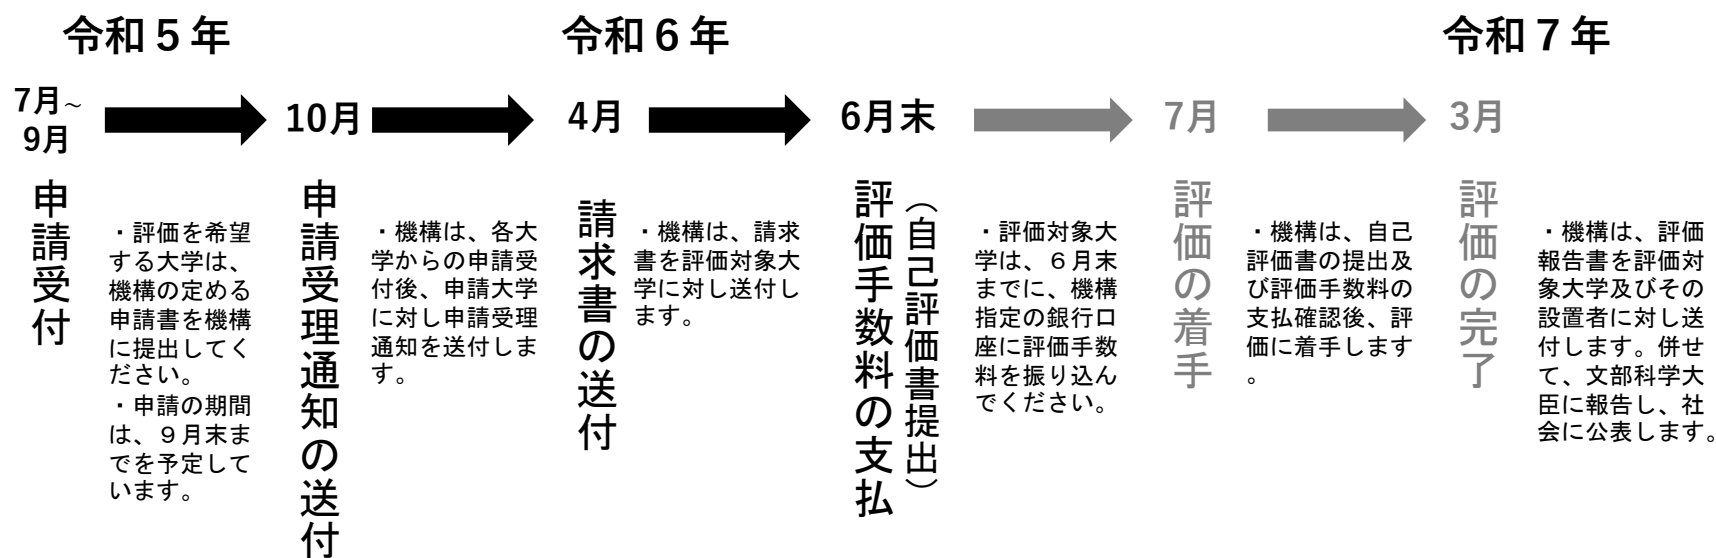 令和５年
令和６年
令和７年
7月～
9月
申請受付
・評価を希望
する大学は、
機構の定める
申請書を機構
に提出してく
ださい。
・申請の期間
は、９月末ま
でを予定して
います。
10月
申請受理通知の送付
・機構は、各大
学からの申請受
付後、申請大学
に対し申請受理
通知を送付しま
す。
4月
請求書の送付
・機構は、請求
書を評価対象大
学に対し送付し
ます。
6月末
（自己評価書提出）
評価手数料の支払
・評価対象大
学は、６月末
までに、機構
指定の銀行口
座に評価手数
料を振り込ん
でください。
7月
評価の着手
・機構は、自己
評価書の提出及
び評価手数料の
支払確認後、評
価に着手します
。
3月
評価の完了
・機構は、評価
報告書を評価対
象大学及びその
設置者に対し送
付します。併せ
て、文部科学大
臣に報告し、社
会に公表します。